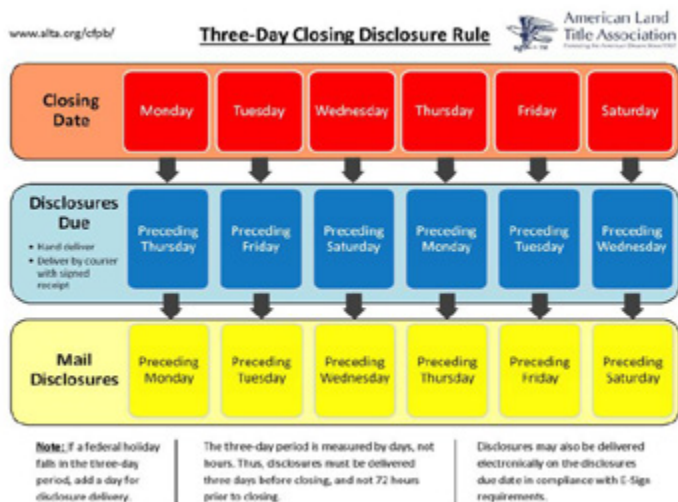 www.alta.org/cfpb/
Three-Day Closing Disclosure Rule
American Land
Title Association
Closing
Date
Monday
Tuesday
Wednesday
Thursday
Friday
Saturday
Disclosures
Due
• Hand deliver
• Deliver by courier
with signed
receipt
Preceding
Thursday
Preceding
Friday
Preceding
Saturday
Preceding
Monday
Preceding
Tuesday
Preceding
Wednesday
Mail
Disclosures
Preceding
Monday
Preceding
Tuesday
Preceding
Wednesday
Preceding
Thursday
Preceding
Friday
Preceding
Saturday
Note: If a federal holiday
falls in the three-day
period, add a day for
disclosure delivery.
The three-day period is measured by days, not
hours. Thus, disclosures must be delivered
three days before closing, and not 72 hours
prior to closing.
Disclosures may also be delivered
electronically on the disclosures
due date in compliance with E-Sign
requirements.